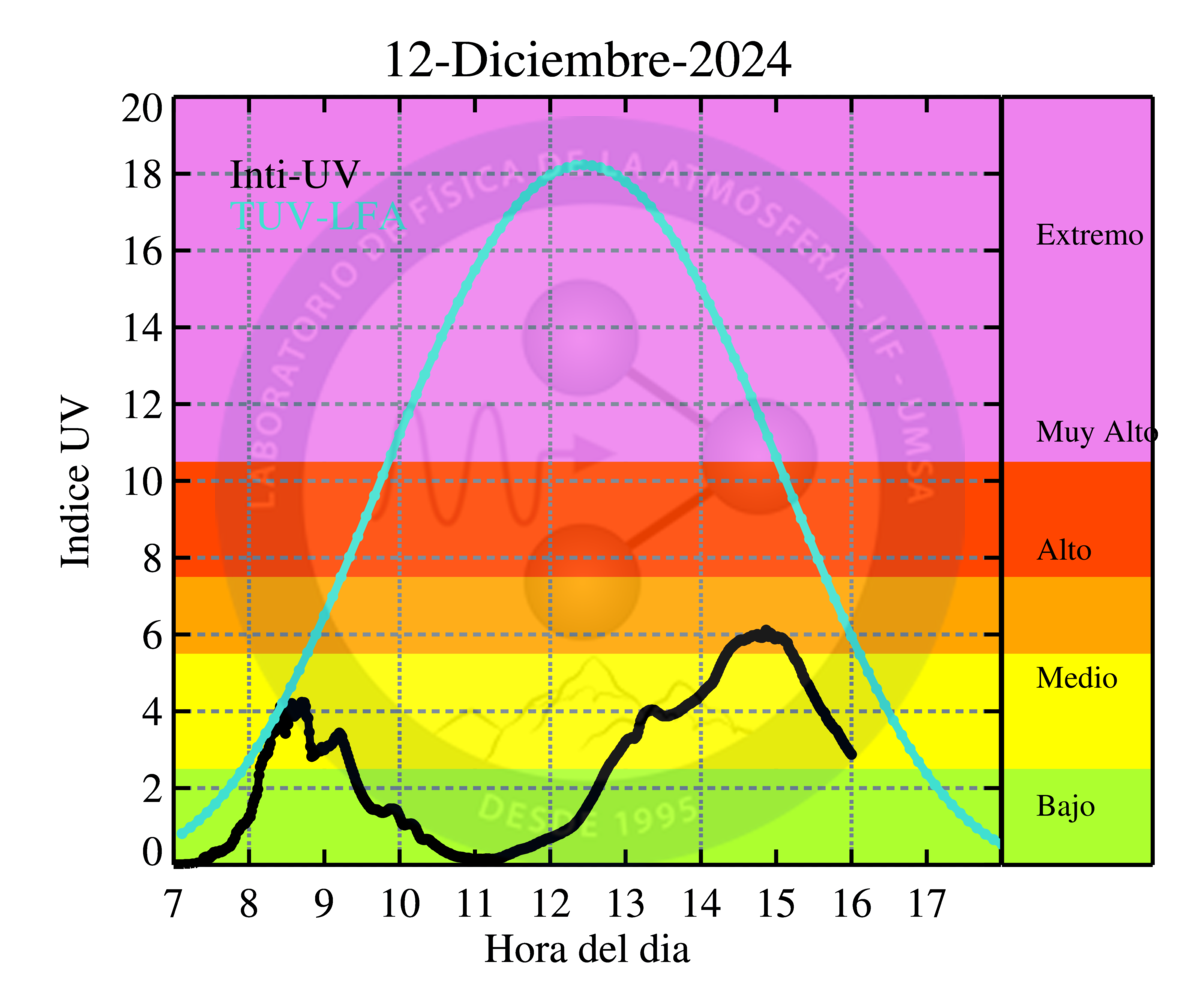 12-Diciembre-2024
20
18
16
14
12
10
8
6
4
2
0
Indice UV
Inti-UV
TUV-LFA
LABORATORIO DE FÍSICA DE LA ATMÓSFERA - IIF - UMSA
DESDE 1995
Extremo
Muy Alto
Alto
Medio
Bajo
7 8 9 10 11 12 13 14 15 16 17
Hora del dia